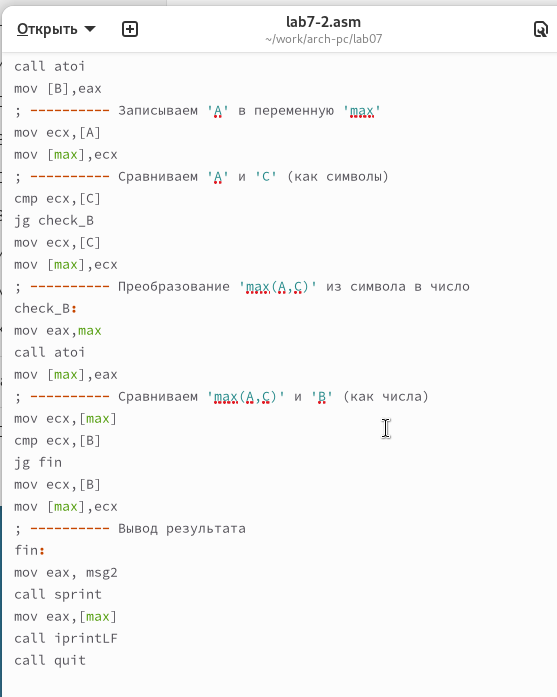 Открыть
lab7-2.asm
~/work/arch-pc/lab07
call atoi
mov [B],eax
; ---------- Записываем 'A' в переменную 'max'
mov ecx,[A]
mov [max],ecx
; ---------- Сравниваем 'A' и 'C' (как символы)
cmp ecx,[C]
jg check_B
mov ecx,[C]
mov [max],ecx
; ---------- Преобразование 'max(A,C)' из символа в число
check_B:
mov eax,max
call atoi
mov [max],eax
; ---------- Сравниваем 'max(A,C)' и 'B' (как числа)
mov ecx,[max]
cmp ecx,[B]
jg fin
mov ecx,[B]
mov [max],ecx
; ---------- Вывод результата
fin:
mov eax, msg2
call sprint
mov eax,[max]
call iprintLF
call quit